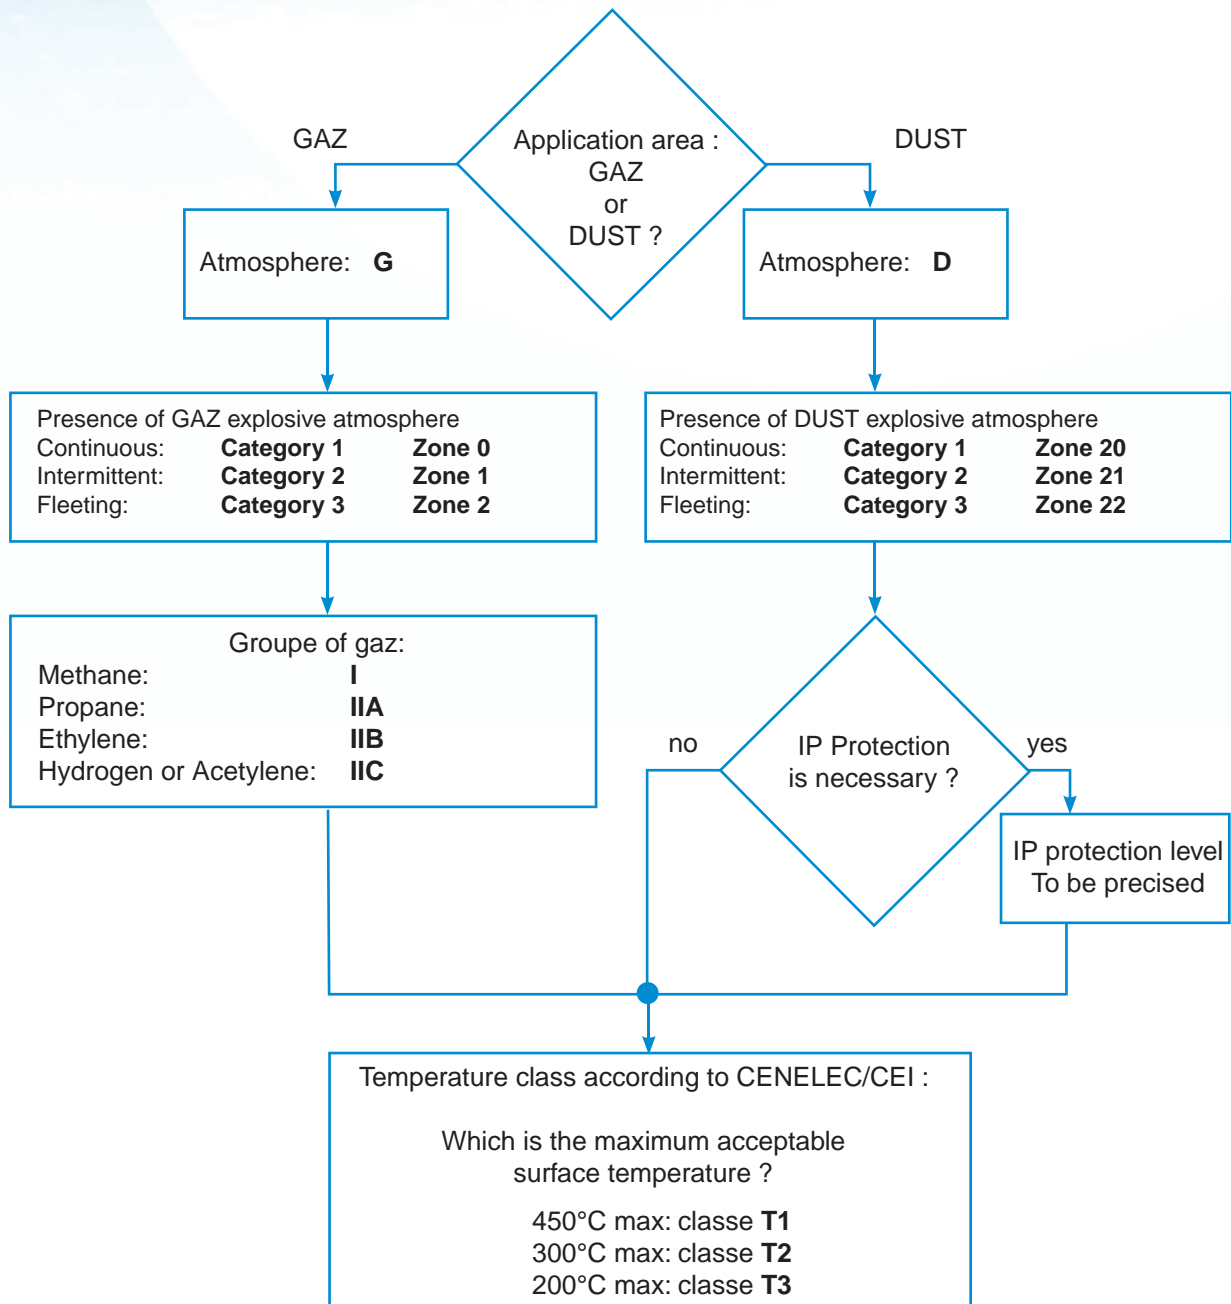 GAZ
DUST
Application area :
GAZ
or
DUST ?
Atmosphere: G
Atmosphere: D
Presence of GAZ explosive atmosphere
Continuous: Category 1 Zone 0
Intermittent: Category 2 Zone 1
Fleeting: Category 3 Zone 2
Presence of DUST explosive atmosphere
Continuous: Category 1 Zone 20
Intermittent: Category 2 Zone 21
Fleeting: Category 3 Zone 22
Groupe of gaz:
Methane: I
Propane: IIA
Ethylene: IIB
Hydrogen or Acetylene: IIC
no
IP Protection
is necessary ?
yes
IP protection level
To be precised
Temperature class according to CENELEC/CEI :
Which is the maximum acceptable
surface temperature ?
450°C max: classe T1
300°C max: classe T2
200°C max: classe T3